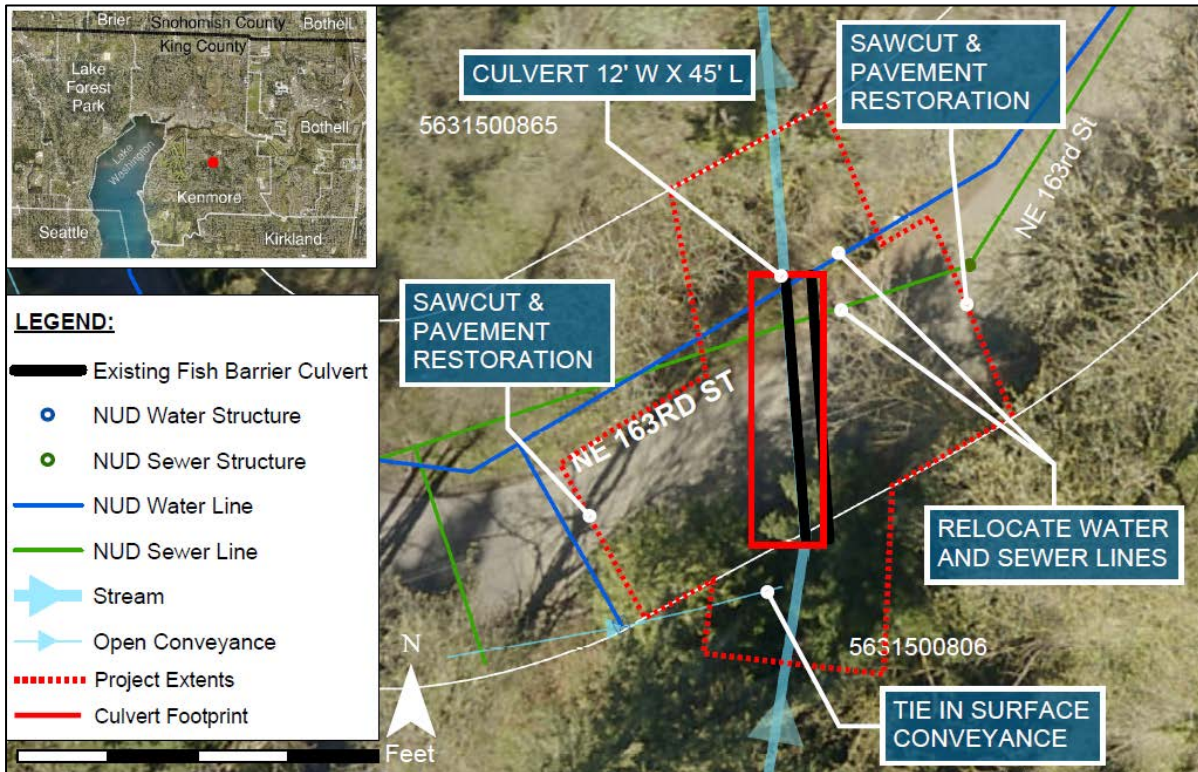 Brier
Snohomish County
Bothell
King County
Lake
Forest
Park
Bothell
Lake
Washington
Kenmore
Seattle
Kirkland
LEGEND:
Existing Fish Barrier Culvert
NUD Water Structure
NUD Sewer Structure
NUD Water Line
NUD Sewer Line
Stream
Open Conveyance
Project Extents
Culvert Footprint
N
Feet
CULVERT 12' W X 45' L
5631500865
SAWCUT &
PAVEMENT
RESTORATION
NE 163rd St
SAWCUT &
PAVEMENT
RESTORATION
NE 163RD ST
RELOCATE WATER
AND SEWER LINES
5631500806
TIE IN SURFACE
CONVEYANCE